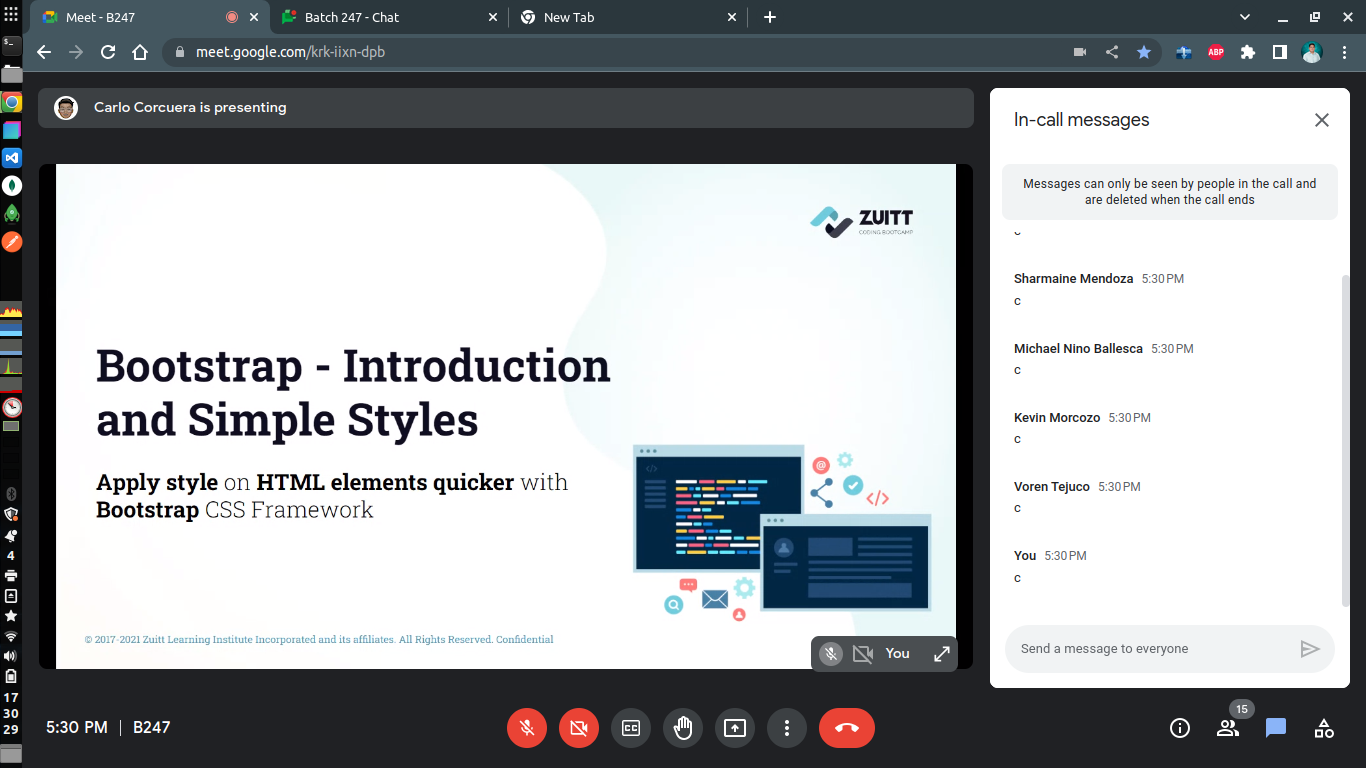 Meet - B247
Batch 247 - Chat
New Tab
meet.google.com/krk-iixn-dpb
ABP
Carlo Corcuera is presenting
ZUITT
CODING BOOTCAMP
Bootstrap - Introduction
and Simple Styles
Apply style on HTML elements quicker with
Bootstrap CSS Framework
© 2017-2021 Zuitt Learning Institute Incorporated and its affiliates. All Rights Reserved. Confidential
You
In-call messages
Messages can only be seen by people in the call and
are deleted when the call ends
c
Sharmaine Mendoza 5:30 PM
c
Michael Nino Ballesca 5:30 PM
c
Kevin Morcozo 5:30 PM
c
Voren Tejuco 5:30 PM
c
You 5:30 PM
c
Send a message to everyone
5:30 PM | B247
CC
15
4
17
30
29